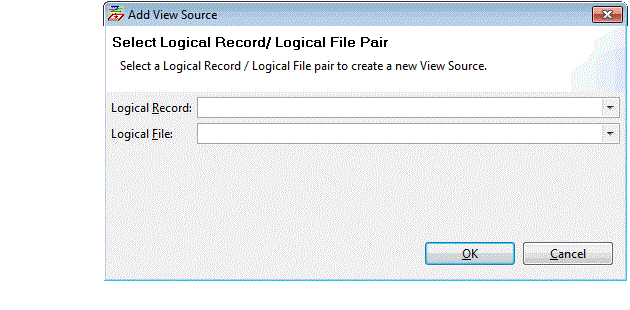 Add View Source
Select Logical Record/ Logical File Pair
Select a Logical Record / Logical File pair to create a new View Source.
Logical Record:
Logical File:
OK
Cancel